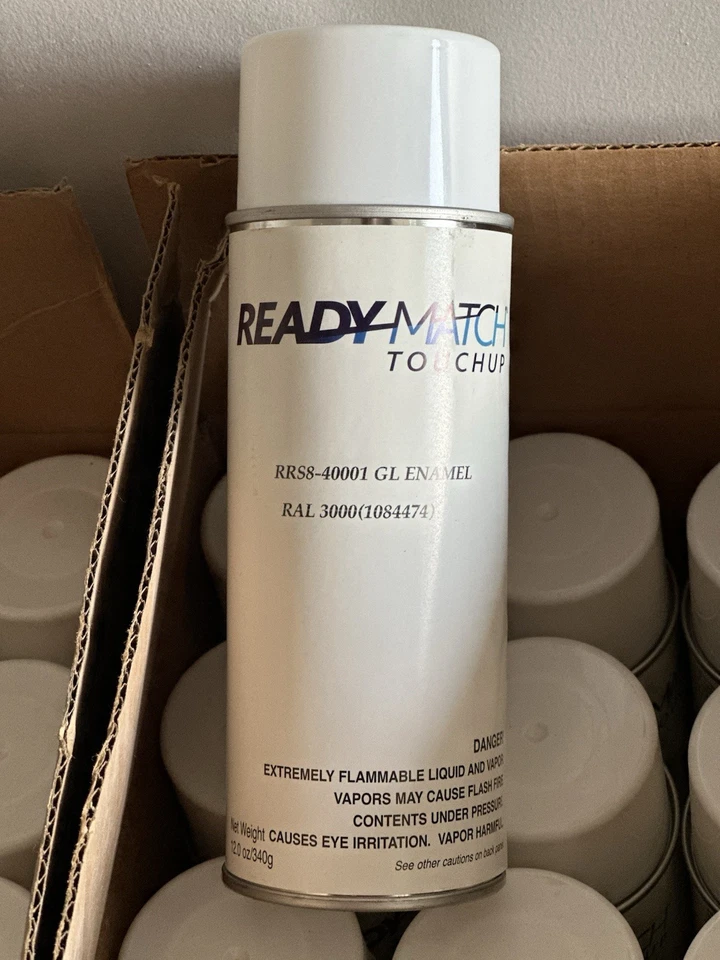 READY MATCH
TOUCHUP
RRS8-40001 GL ENAMEL
RAL 3000(1084474)
DANGER
EXTREMELY FLAMMABLE LIQUID AND VAPOR
VAPORS MAY CAUSE FLASH FIRE
CONTENTS UNDER PRESSURE
CAUSES EYE IRRITATION. VAPOR HARMFUL
Net Weight
12.0 oz/340g
See other cautions on back panel